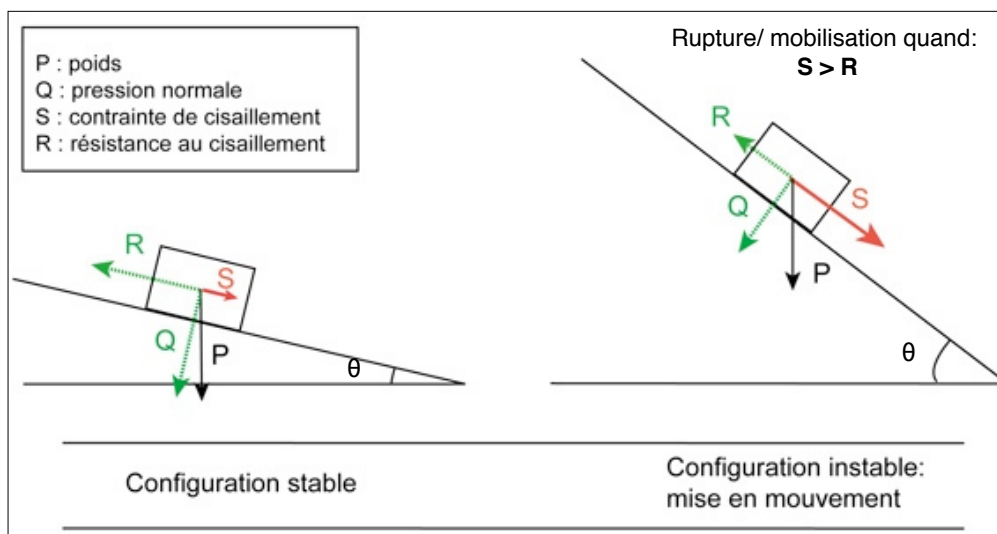 P : poids
Q : pression normale
S : contrainte de cisaillement
R : résistance au cisaillement
Rupture/ mobilisation quand:
S > R
R
Q
S
P
θ
R
S
Q
P
θ
Configuration stable
Configuration instable:
mise en mouvement